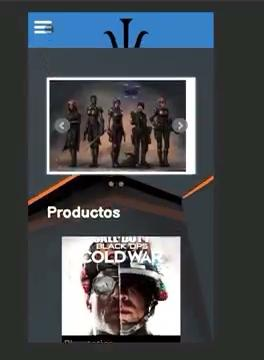 Productos
CALL OF DUTY
BLACK OPS
COLD WAR